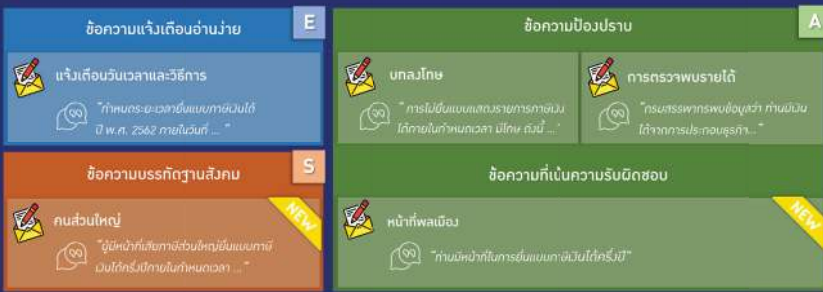 ข้อความแจ้งเตือนอ่านง่าย
E
แจ้งเตือนวันเวลาและวิธีการ
"กำหนดระยะเวลายื่นแบบภาษีเงินได้
ปี พ.ศ. 2562 ภายในวันที่ ... "
ข้อความป้องปราบ
A
บทลงโทษ
" การไม่ยื่นแบบแสดงรายการภาษีเงิน
ได้ภายในกำหนดเวลา มีโทษ ดังนี้ ..."
การตรวจพบรายได้
"กรมสรรพากรพบข้อมูลว่า ท่านมีเงิน
ได้จากการประกอบธุรกิจ..."
ข้อความบรรทัดฐานสังคม
S
คนส่วนใหญ่
NEW
"ผู้มีหน้าที่เสียภาษีส่วนใหญ่ยื่นแบบภาษี
เงินได้ครึ่งปีภายในกำหนดเวลา ..."
ข้อความที่เน้นความรับผิดชอบ
หน้าที่พลเมือง
NEW
"ท่านมีหน้าที่ในการยื่นแบบภาษีเงินได้ครึ่งปี"